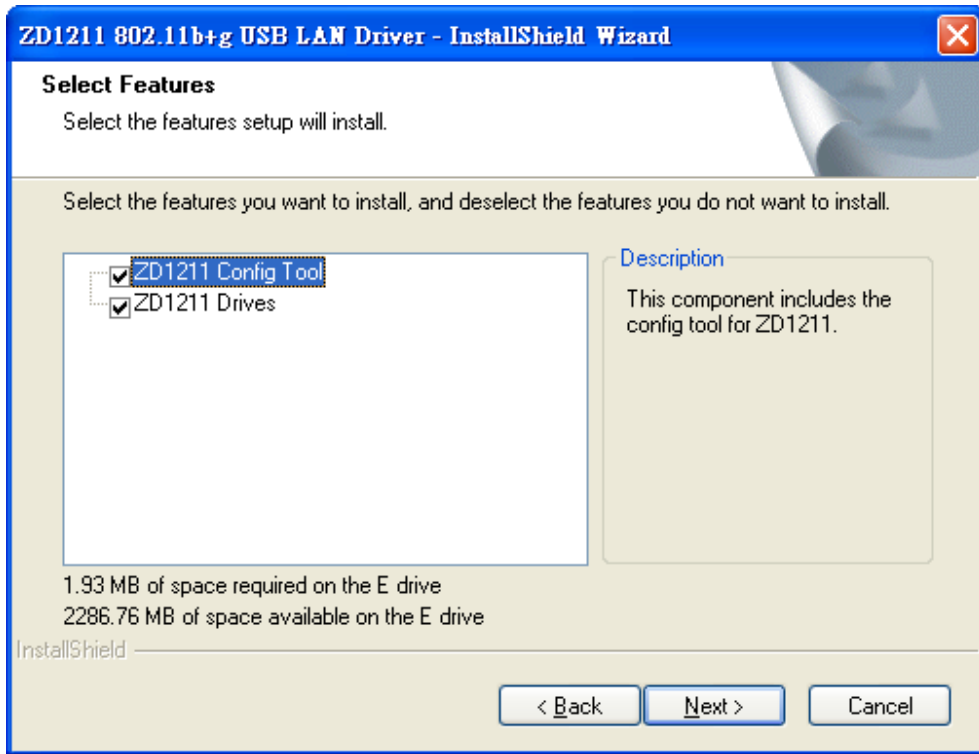 ZD1211 802.11b+g USB LAN Driver - InstallShield Wizard
Select Features
Select the features setup will install.
Select the features you want to install, and deselect the features you do not want to install.
ZD1211 Config Tool
ZD1211 Drives
Description
This component includes the
config tool for ZD1211.
1.93 MB of space required on the E drive
2286.76 MB of space available on the E drive
InstallShield
< Back
Next >
Cancel